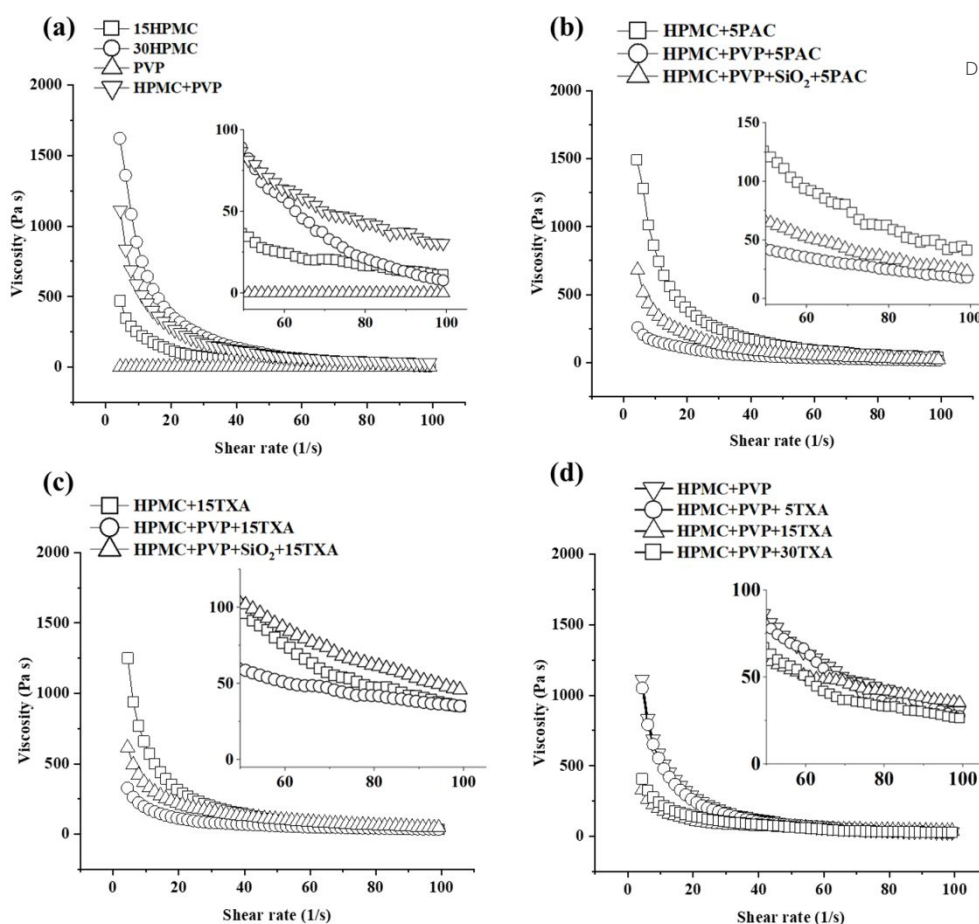 (a)
15HPMC
30HPMC
PVP
HPMC+PVP
2000
1500
1000
500
0
Viscosity (Pa s)
0 20 40 60 80 100
Shear rate (1/s)
100
50
0
60 80 100
(b)
HPMC+5PAC
HPMC+PVP+5PAC
HPMC+PVP+SiO₂+5PAC
D
2000
1500
1000
500
0
Viscosity (Pa s)
0 20 40 60 80 100
Shear rate (1/s)
150
100
50
0
60 80 100
(c)
HPMC+15TXA
HPMC+PVP+15TXA
HPMC+PVP+SiO₂+15TXA
2000
1500
1000
500
0
Viscosity (Pa s)
0 20 40 60 80 100
Shear rate (1/s)
100
50
0
60 80 100
(d)
HPMC+PVP
HPMC+PVP+ 5TXA
HPMC+PVP+15TXA
HPMC+PVP+30TXA
2000
1500
1000
500
0
Viscosity (Pa s)
0 20 40 60 80 100
Shear rate (1/s)
100
50
0
60 80 100